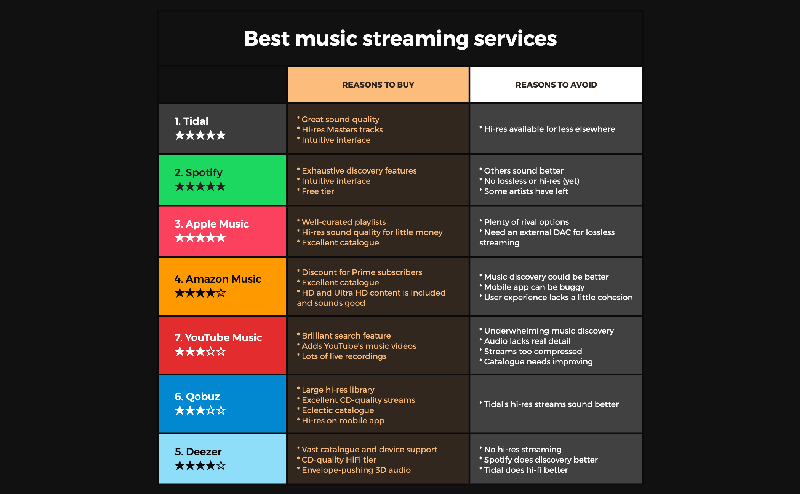 Best music streaming services
REASONS TO BUY
REASONS TO AVOID
1. Tidal
★★★★★
* Great sound quality
* Hi-res Masters tracks
* Intuitive interface
* Hi-res available for less elsewhere
2. Spotify
★★★★★
* Exhaustive discovery features
* Intuitive interface
* Free tier
* Others sound better
* No lossless or hi-res (yet)
* Some artists have left
3. Apple Music
★★★★★
* Well-curated playlists
* Hi-res sound quality for little money
* Excellent catalogue
* Plenty of rival options
* Need an external DAC for lossless
streaming
4. Amazon Music
★★★★☆
* Discount for Prime subscribers
* Excellent catalogue
* HD and Ultra HD content is included
and sounds good
* Music discovery could be better
* Mobile app can be buggy
* User experience lacks a little cohesion
7. YouTube Music
★★★☆☆
* Brilliant search feature
* Adds YouTube's music videos
* Lots of live recordings
* Underwhelming music discovery
* Audio lacks real detail
* Streams too compressed
* Catalogue needs improving
6. Qobuz
★★★☆☆
* Large hi-res library
* Excellent CD-quality streams
* Eclectic catalogue
* Hi-res on mobile app
* Tidal's hi-res streams sound better
5. Deezer
★★★★☆
* Vast catalogue and device support
* CD-quality HiFi tier
* Envelope-pushing 3D audio
* No hi-res streaming
* Spotify does discovery better
* Tidal does hi-fi better